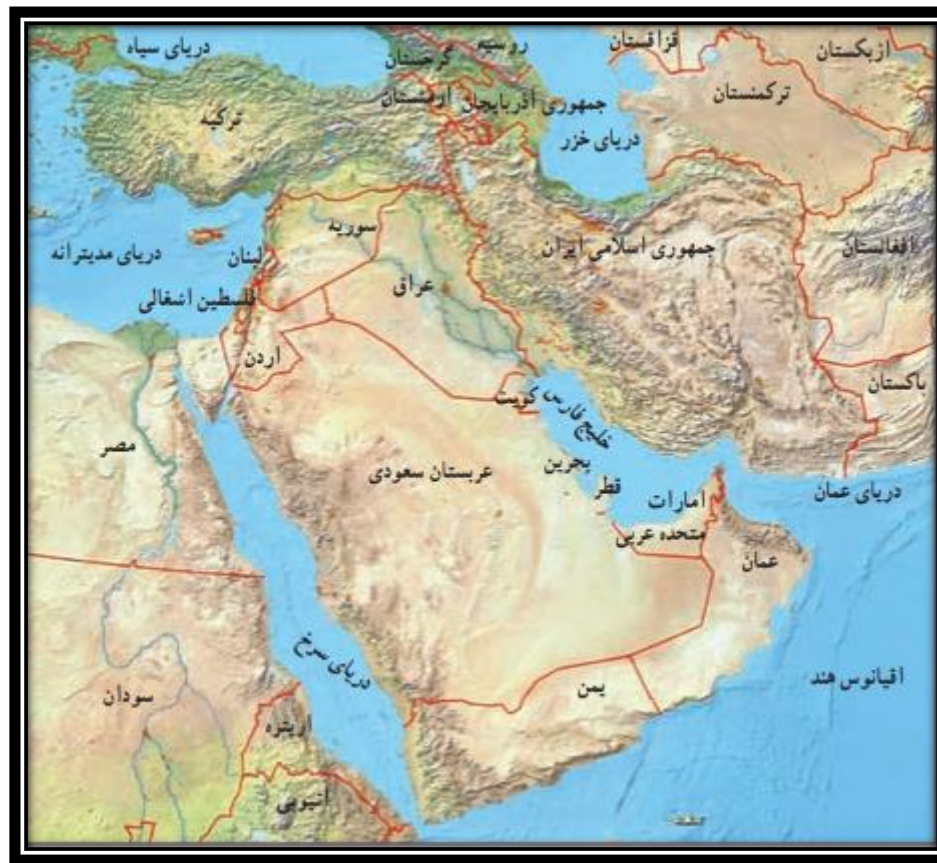 دریای سیاه
روسیه
قزاقستان
ازبکستان
گرجستان
ترکیه
ارمنستان
جمهوری آذربایجان
ترکمنستان
دریای خزر
سوریه
جمهوری اسلامی ایران
افغانستان
دریای مدیترانه
لبنان
عراق
فلسطین اشغالی
اردن
پاکستان
کویت
خلیج فارس
مصر
بحرین
عربستان سعودی
قطر
امارات
متحده عربی
دریای عمان
عمان
دریای سرخ
یمن
اقیانوس هند
سودان
اریتره
اتیوپی